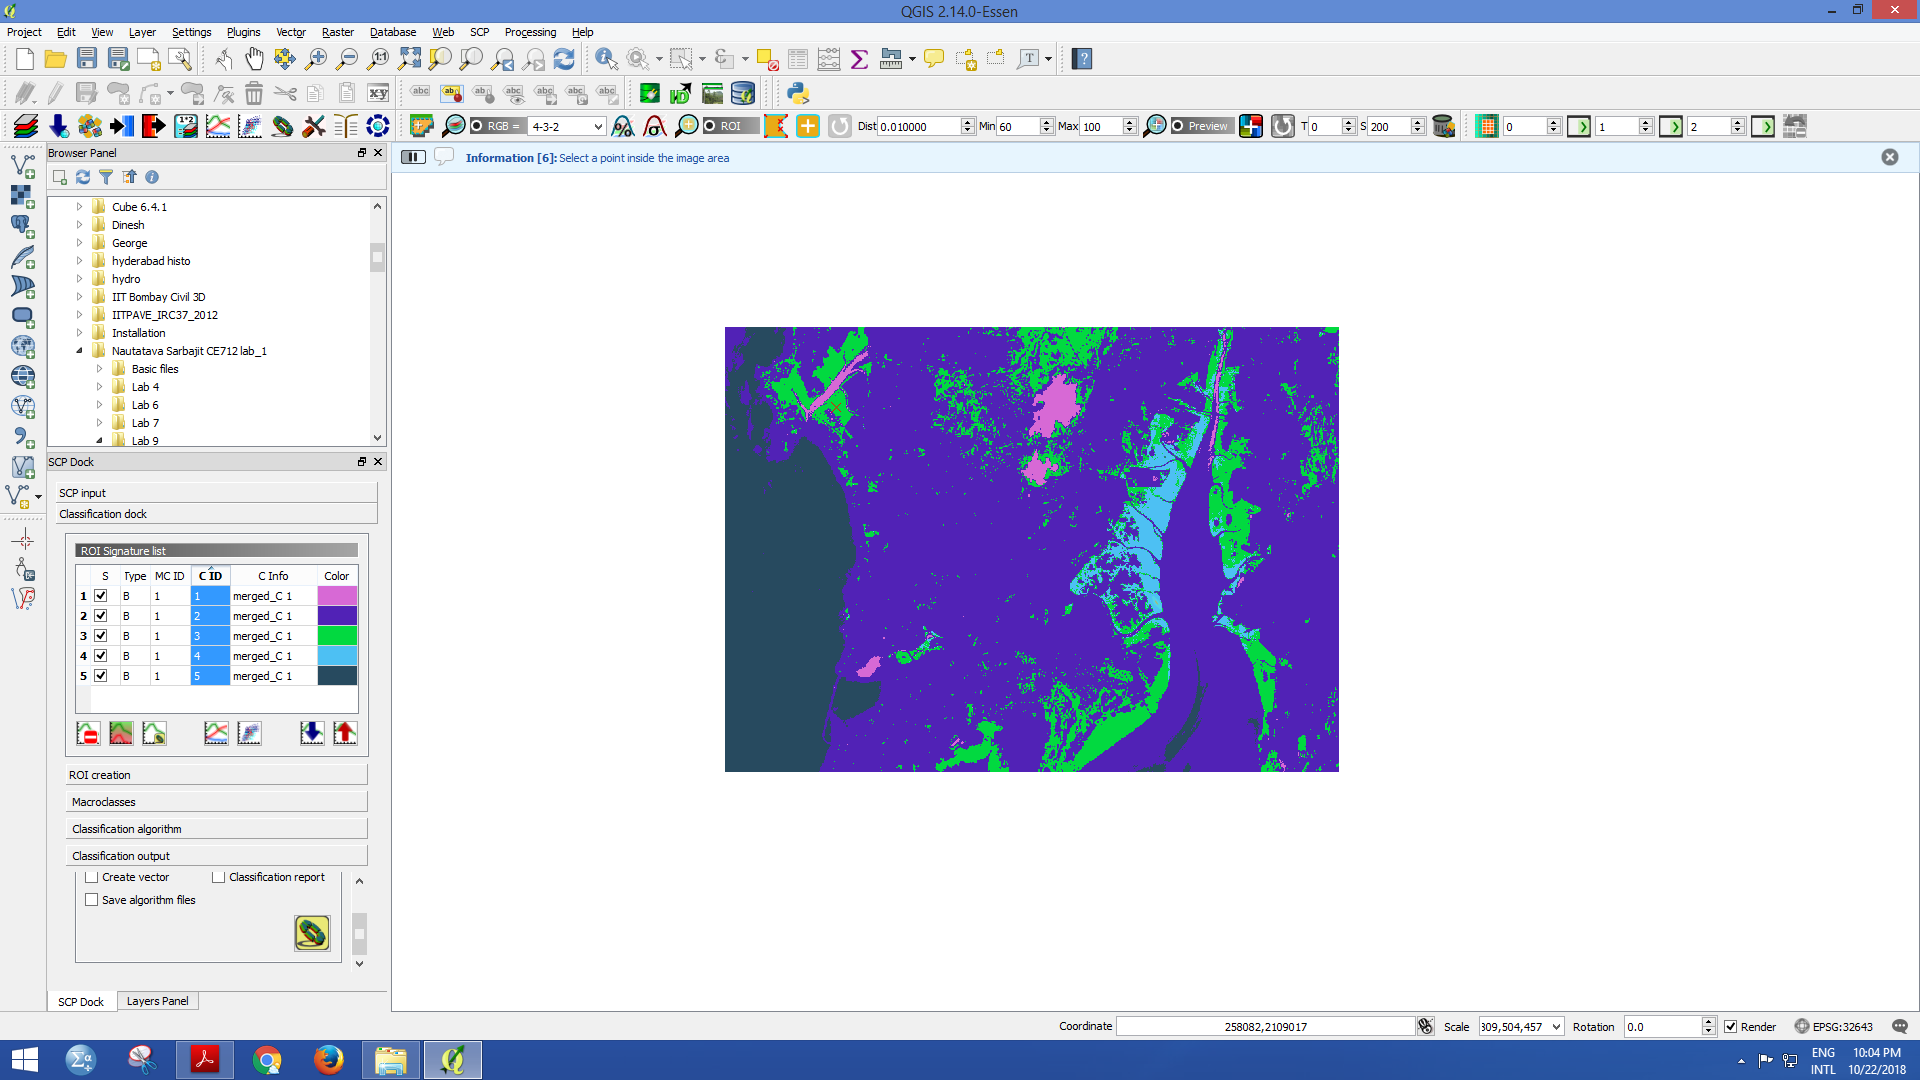 QGIS 2.14.0-Essen
Project Edit View Layer Settings Plugins Vector Raster Database Web SCP Processing Help
RGB = 4-3-2 ROI Dist 0.010000 Min 60 Max 100 Preview T 0 S 200 0 1 2
Browser Panel
Information [6]: Select a point inside the image area
Cube 6.4.1
Dinesh
George
hyderabad histo
hydro
IIT Bombay Civil 3D
IITPAVE_IRC37_2012
Installation
Nautatava Sarbajit CE712 lab_1
Basic files
Lab 4
Lab 6
Lab 7
Lab 9
SCP Dock
SCP input
Classification dock
ROI Signature list
S Type MC ID C ID C Info Color
1 B 1 1 merged_C 1
2 B 1 2 merged_C 1
3 B 1 3 merged_C 1
4 B 1 4 merged_C 1
5 B 1 5 merged_C 1
ROI creation
Macroclasses
Classification algorithm
Classification output
Create vector Classification report
Save algorithm files
SCP Dock Layers Panel
Coordinate 258082,2109017 Scale 309,504,457 Rotation 0.0 Render EPSG:32643
ENG 10:04 PM
INTL 10/22/2018